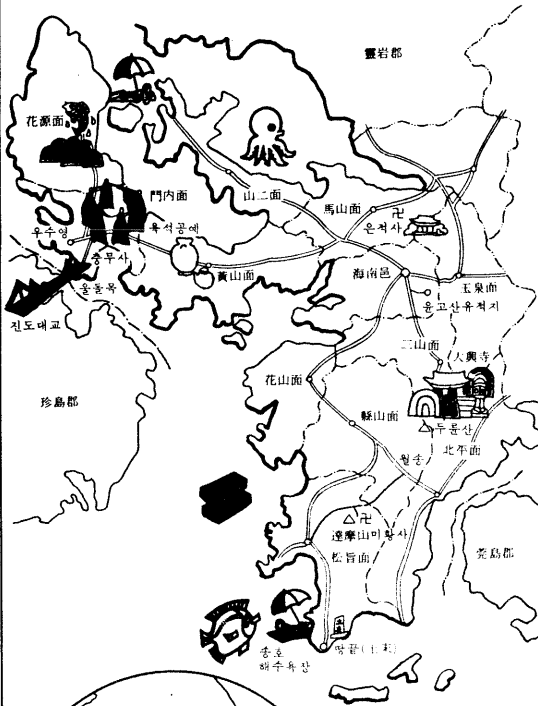 靈岩郡
花源面
門內面
山二面
馬山面
卍
은적사
우수영
옥석공예
충무사
黃山面
海南邑
玉泉面
울돌목
윤고산유적지
진도대교
二山面
大興寺
花山面
珍島郡
縣山面
두륜산
北平面
월송
卍
達摩山미황사
松旨面
莞島郡
송호
해수욕장
땅끝(土末)